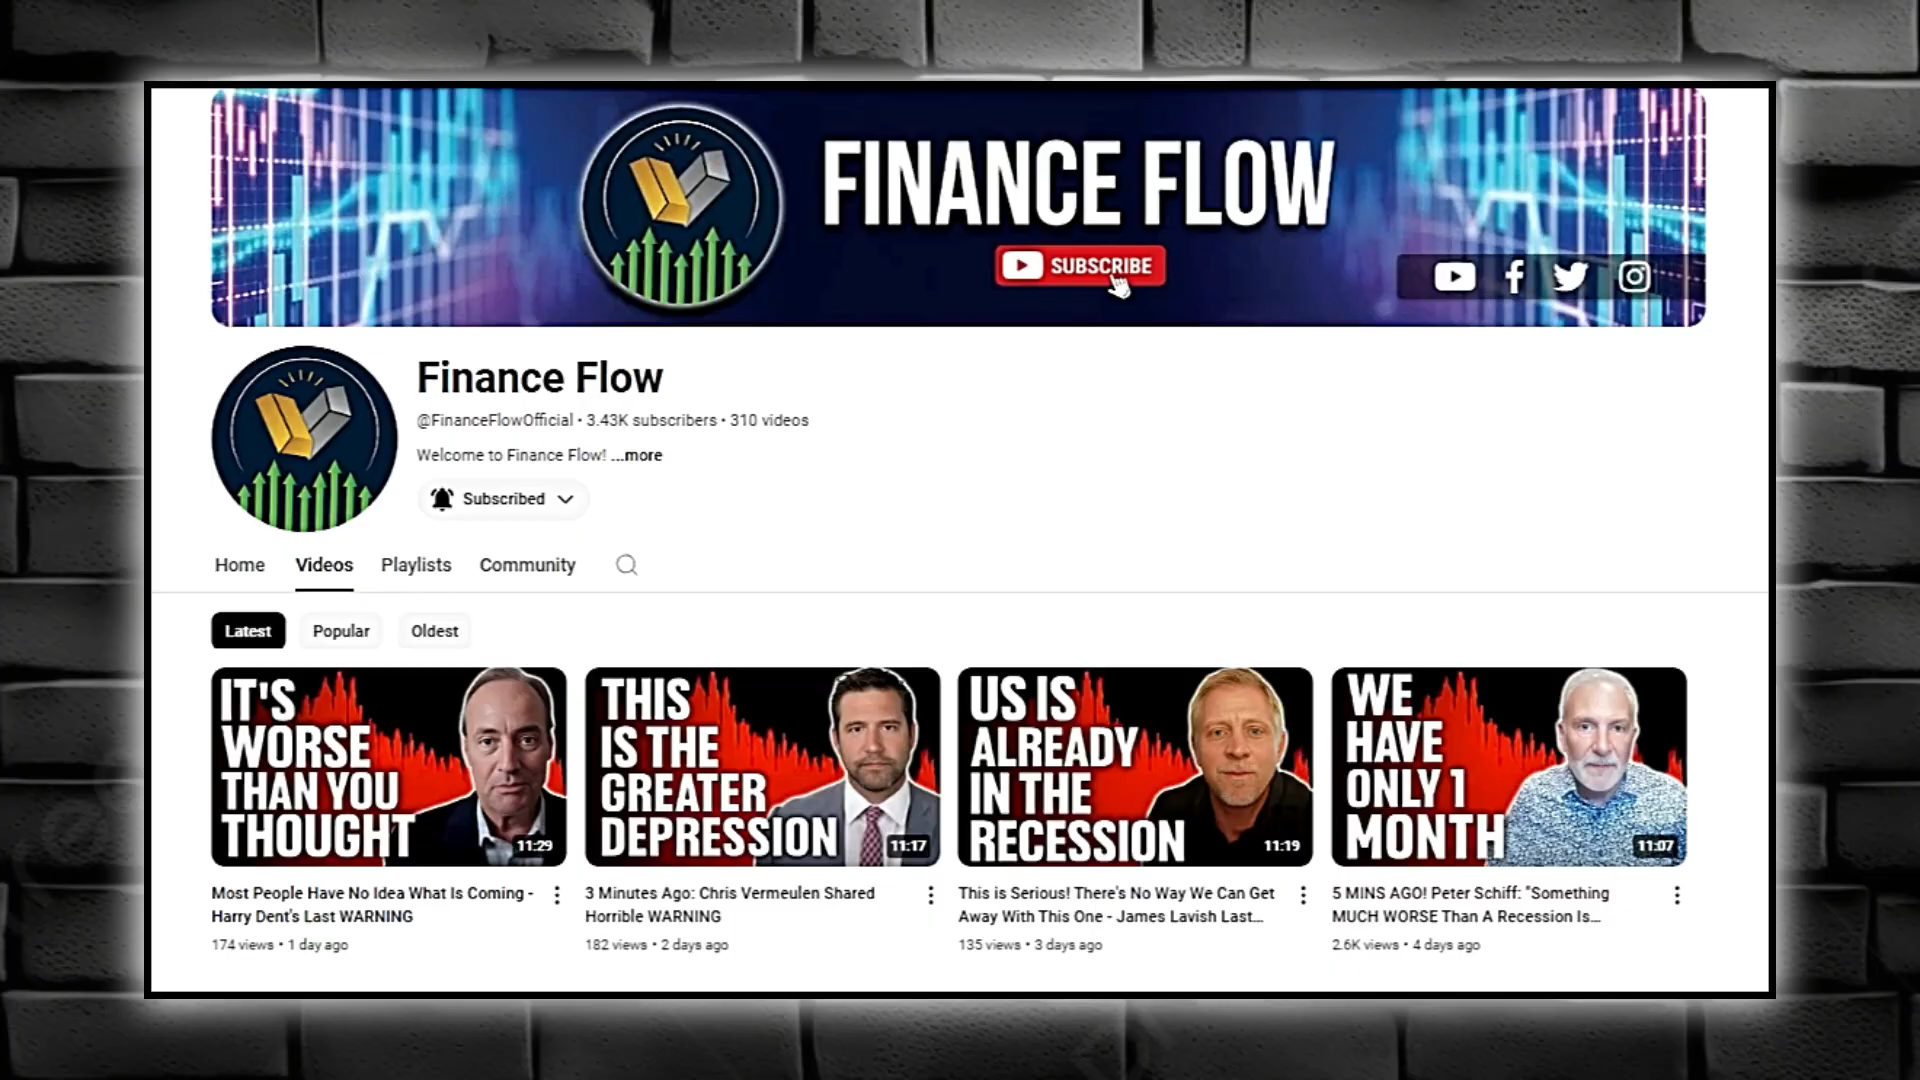 FINANCE FLOW
SUBSCRIBE
Finance Flow
@FinanceFlowOfficial • 3.43K subscribers • 310 videos
Welcome to Finance Flow! ...more
Subscribed
Home Videos Playlists Community
Latest Popular Oldest
IT'S
WORSE
THAN YOU
THOUGHT
11:29
Most People Have No Idea What Is Coming -
Harry Dent's Last WARNING
174 views • 1 day ago
THIS
IS THE
GREATER
DEPRESSION
11:17
3 Minutes Ago: Chris Vermeulen Shared
Horrible WARNING
182 views • 2 days ago
US IS
ALREADY
IN THE
RECESSION
11:19
This is Serious! There's No Way We Can Get
Away With This One - James Lavish Last...
135 views • 3 days ago
WE
HAVE
ONLY 1
MONTH
11:07
5 MINS AGO! Peter Schiff: "Something
MUCH WORSE Than A Recession Is...
2.6K views • 4 days ago